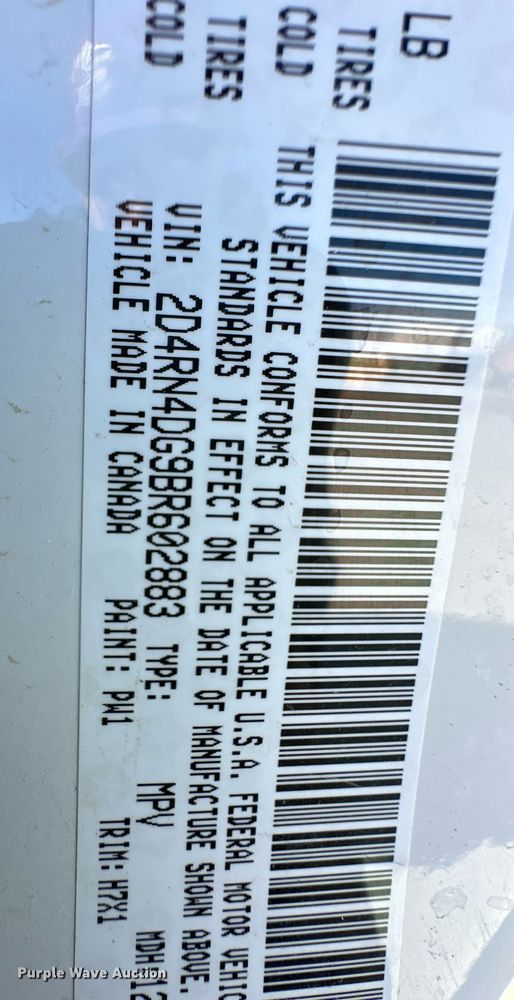 LB
TIRES
COLD
TIRES
COLD
THIS VEHICLE CONFORMS TO ALL APPLICABLE U.S.A. FEDERAL MOTOR VEHIC
STANDARDS IN EFFECT ON THE DATE OF MANUFACTURE SHOWN ABOVE.
VIN: 2D4RN4DG9BR602883 TYPE: MPV MDH: 12
VEHICLE MADE IN CANADA PAINT: PW1 TRIM: H7X1
Purple Wave Auction